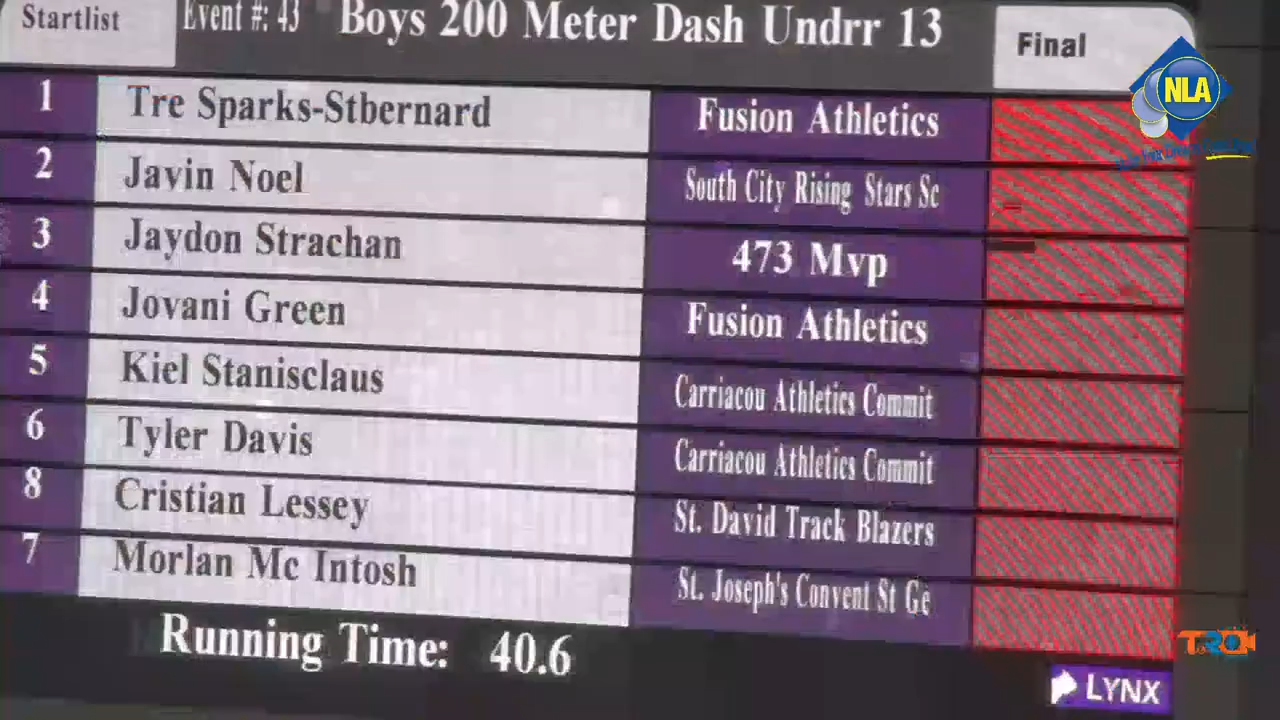 Startlist Event #: 43 Boys 200 Meter Dash Undrr 13 Final
1 Tre Sparks-Stbernard Fusion Athletics
2 Javin Noel South City Rising Stars Sc
3 Jaydon Strachan 473 Mvp
4 Jovani Green Fusion Athletics
5 Kiel Stanisclaus Carriacou Athletics Commit
6 Tyler Davis Carriacou Athletics Commit
8 Cristian Lessey St. David Track Blazers
7 Morlan Mc Intosh St. Joseph's Convent St Ge
Running Time: 40.6
LYNX
NLA